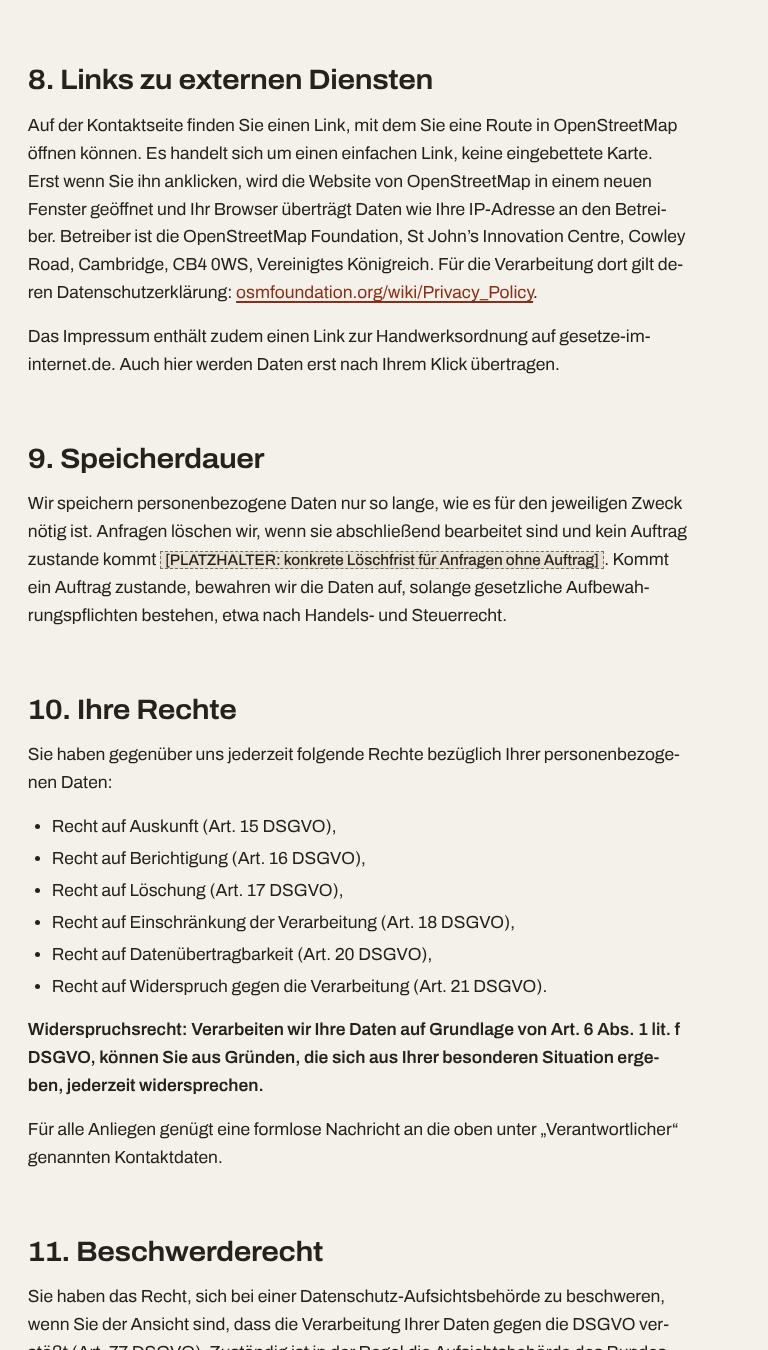 8. Links zu externen Diensten
Auf der Kontaktseite finden Sie einen Link, mit dem Sie eine Route in OpenStreetMap
öffnen können. Es handelt sich um einen einfachen Link, keine eingebettete Karte.
Erst wenn Sie ihn anklicken, wird die Website von OpenStreetMap in einem neuen
Fenster geöffnet und Ihr Browser überträgt Daten wie Ihre IP-Adresse an den Betrei-
ber. Betreiber ist die OpenStreetMap Foundation, St John’s Innovation Centre, Cowley
Road, Cambridge, CB4 0WS, Vereinigtes Königreich. Für die Verarbeitung dort gilt de-
ren Datenschutzerklärung: osmfoundation.org/wiki/Privacy_Policy.
Das Impressum enthält zudem einen Link zur Handwerksordnung auf gesetze-im-
internet.de. Auch hier werden Daten erst nach Ihrem Klick übertragen.
9. Speicherdauer
Wir speichern personenbezogene Daten nur so lange, wie es für den jeweiligen Zweck
nötig ist. Anfragen löschen wir, wenn sie abschließend bearbeitet sind und kein Auftrag
zustande kommt [PLATZHALTER: konkrete Löschfrist für Anfragen ohne Auftrag]. Kommt
ein Auftrag zustande, bewahren wir die Daten auf, solange gesetzliche Aufbewah-
rungspflichten bestehen, etwa nach Handels- und Steuerrecht.
10. Ihre Rechte
Sie haben gegenüber uns jederzeit folgende Rechte bezüglich Ihrer personenbezoge-
nen Daten:
• Recht auf Auskunft (Art. 15 DSGVO),
• Recht auf Berichtigung (Art. 16 DSGVO),
• Recht auf Löschung (Art. 17 DSGVO),
• Recht auf Einschränkung der Verarbeitung (Art. 18 DSGVO),
• Recht auf Datenübertragbarkeit (Art. 20 DSGVO),
• Recht auf Widerspruch gegen die Verarbeitung (Art. 21 DSGVO).
Widerspruchsrecht: Verarbeiten wir Ihre Daten auf Grundlage von Art. 6 Abs. 1 lit. f
DSGVO, können Sie aus Gründen, die sich aus Ihrer besonderen Situation erge-
ben, jederzeit widersprechen.
Für alle Anliegen genügt eine formlose Nachricht an die oben unter „Verantwortlicher“
genannten Kontaktdaten.
11. Beschwerderecht
Sie haben das Recht, sich bei einer Datenschutz-Aufsichtsbehörde zu beschweren,
wenn Sie der Ansicht sind, dass die Verarbeitung Ihrer Daten gegen die DSGVO ver-
stößt (Art. 77 DSGVO). Zuständig ist in der Regel die Aufsichtsbehörde des Bundes-